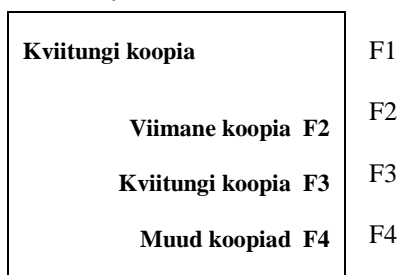 Kviitungi koopia F1
F2
Viimane koopia F2
Kviitungi koopia F3 F3
Muud koopiad F4 F4